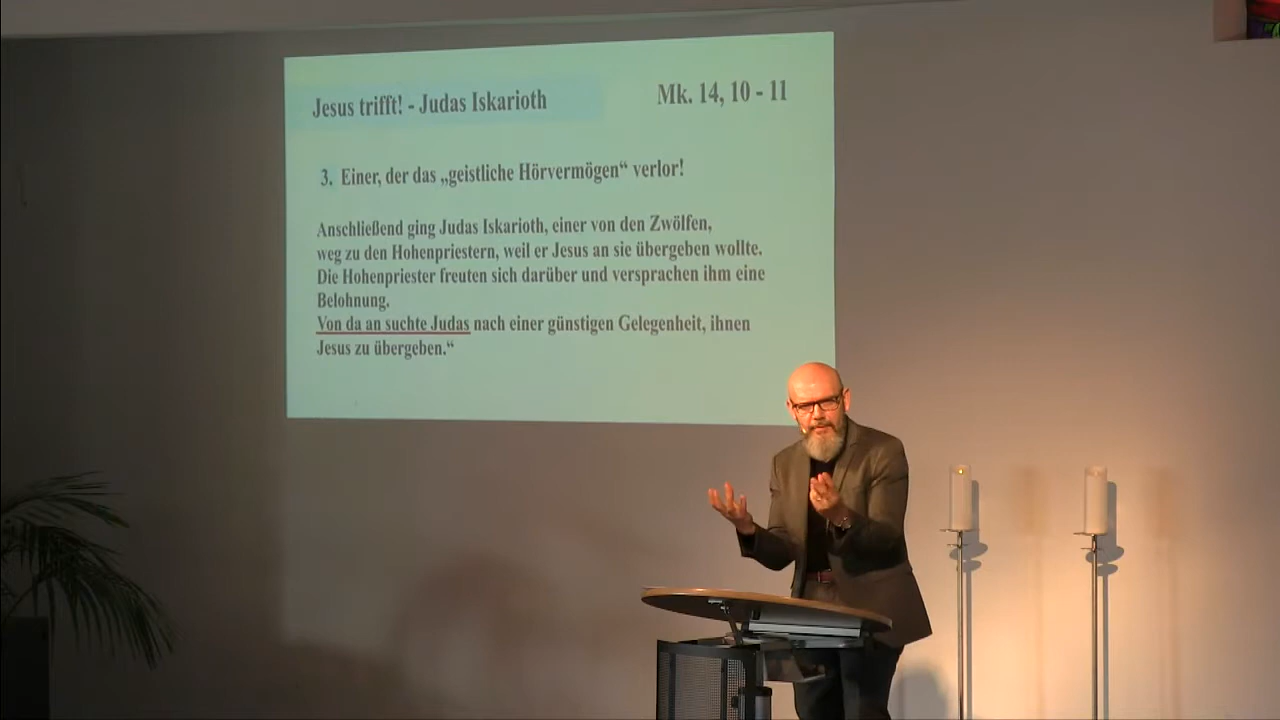 Jesus trifft! - Judas Iskarioth Mk. 14, 10 - 11
3. Einer, der das „geistliche Hörvermögen“ verlor!
Anschließend ging Judas Iskarioth, einer von den Zwölfen,
weg zu den Hohenpriestern, weil er Jesus an sie übergeben wollte.
Die Hohenpriester freuten sich darüber und versprachen ihm eine
Belohnung.
Von da an suchte Judas nach einer günstigen Gelegenheit, ihnen
Jesus zu übergeben.“